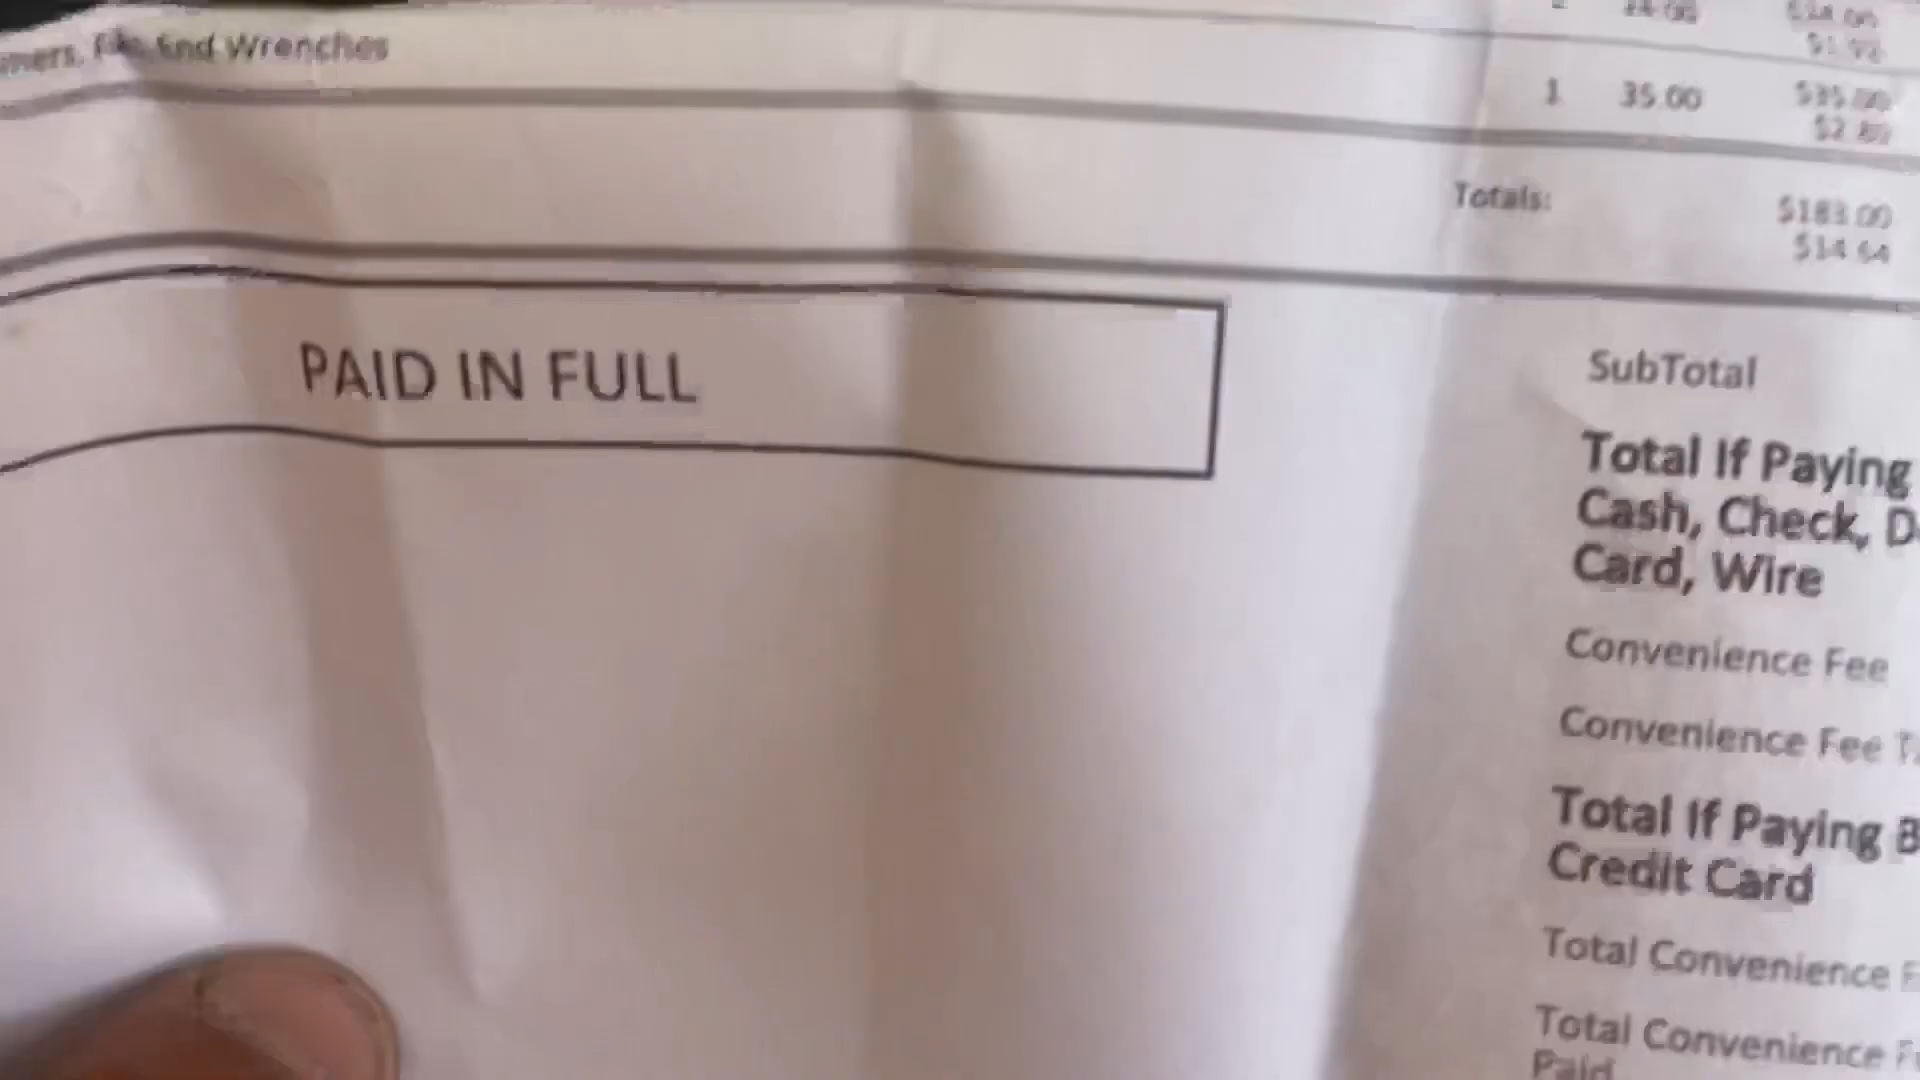 End Wrenches
1 35.00 $35.00
$2.80
Totals: $183.00
$14.64
PAID IN FULL
SubTotal
Total If Paying
Cash, Check,
Card, Wire
Convenience Fee
Convenience Fee
Total If Paying
Credit Card
Total Convenience
Total Convenience
Paid